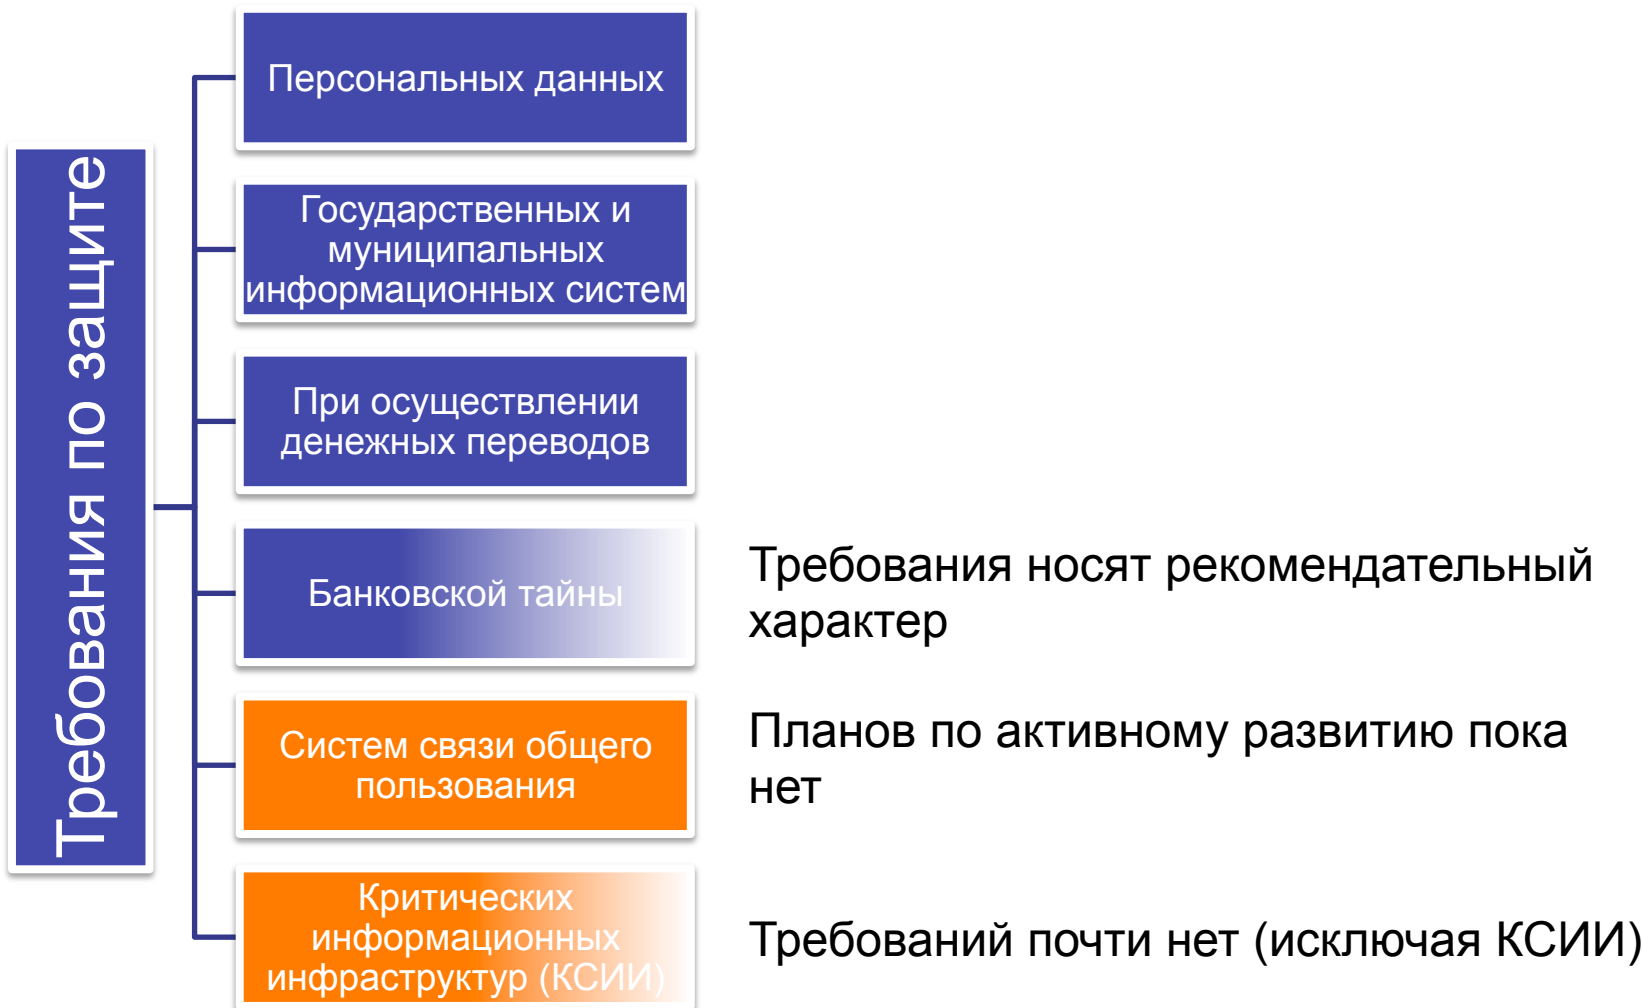 Требования по защите
Персональных данных
Государственных и
муниципальных
информационных систем
При осуществлении
денежных переводов
Банковской тайны
Требования носят рекомендательный
характер
Систем связи общего
пользования
Планов по активному развитию пока
нет
Критических
информационных
инфраструктур (КСИИ)
Требований почти нет (исключая КСИИ)